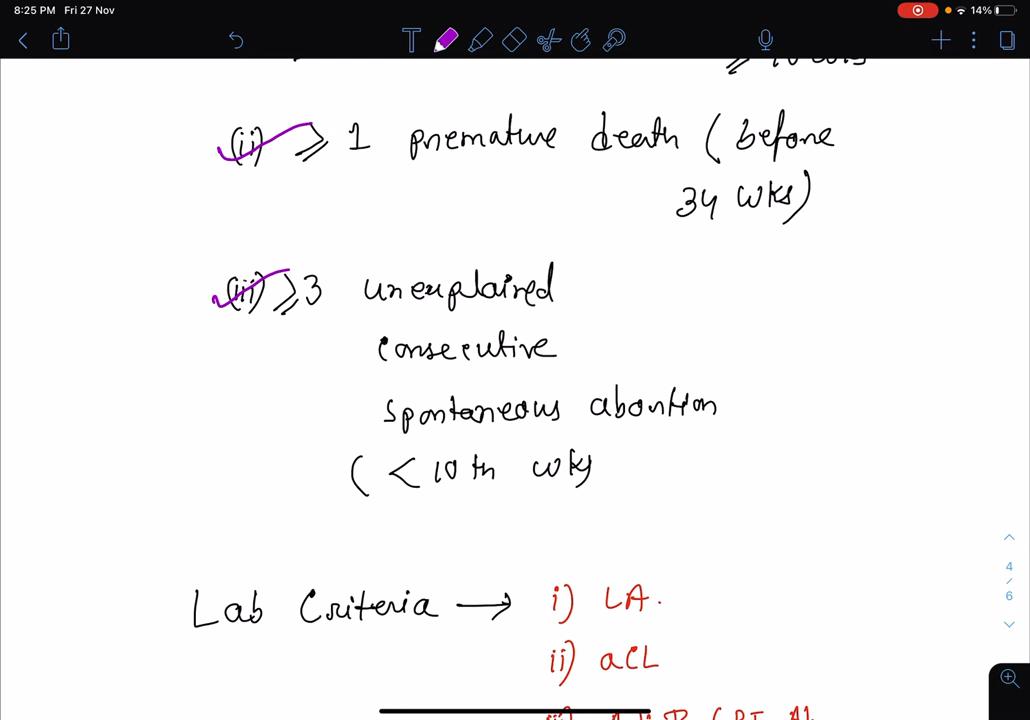 8:25 PM Fri 27 Nov 14%
T
(ii) ⩾ 1 premature death (before
34 wks)
(iii) ⩾ 3 unexplained
consecutive
spontaneous abortion
( < 10 th wks
4
/
6
Lab Criteria → i) LA.
ii) aCL